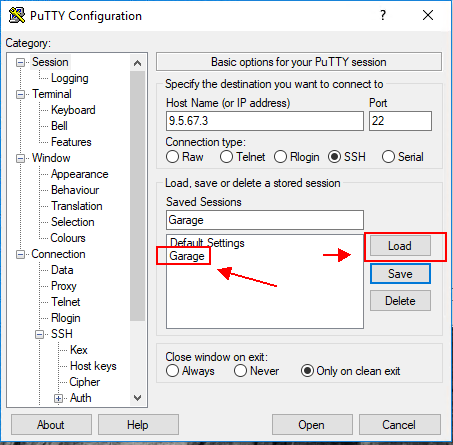 PuTTY Configuration
?
Category:
Session
Logging
Terminal
Keyboard
Bell
Features
Window
Appearance
Behaviour
Translation
Selection
Colours
Connection
Data
Proxy
Telnet
Rlogin
SSH
Kex
Host keys
Cipher
Auth
Basic options for your PuTTY session
Specify the destination you want to connect to
Host Name (or IP address) Port
9.5.67.3 22
Connection type:
Raw Telnet Rlogin SSH Serial
Load, save or delete a stored session
Saved Sessions
Garage
Default Settings
Garage
Load
Save
Delete
Close window on exit:
Always Never Only on clean exit
About Help Open Cancel